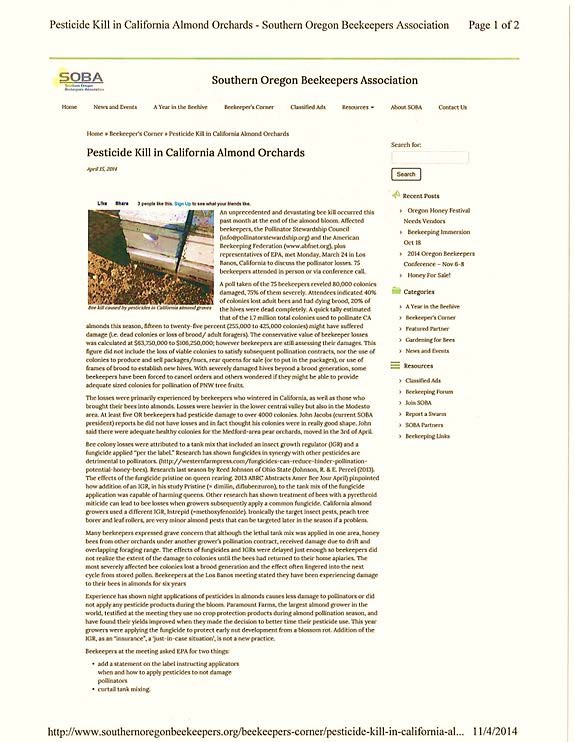 Pesticide Kill in California Almond Orchards - Southern Oregon Beekeepers Association Page 1 of 2
SOBA
Southern Oregon
Beekeepers Association
Southern Oregon Beekeepers Association
Home News and Events A Year in the Beehive Beekeeper's Corner Classified Ads Resources About SOBA Contact Us
Home » Beekeeper's Corner » Pesticide Kill in California Almond Orchards
Pesticide Kill in California Almond Orchards
April 15, 2014
Like Share 3 people like this. Sign Up to see what your friends like.
An unprecedented and devastating bee kill occurred this
past month at the end of the almond bloom. Affected
beekeepers, the Pollinator Stewardship Council
(info@pollinatorstewardship.org) and the American
Beekeeping Federation (www.abfnet.org), plus
representatives of EPA, met Monday, March 24 in Los
Banos, California to discuss the pollinator losses. 75
beekeepers attended in person or via conference call.
A poll taken of the 75 beekeepers reveled 80,000 colonies
damaged, 75% of them severely. Attendees indicated 40%
of colonies lost adult bees and had dying brood, 20% of
the hives were dead completely. A quick tally estimated
Bee kill caused by pesticides in California almond groves
that of the 1.7 million total colonies used to pollinate CA
almonds this season, fifteen to twenty-five percent (255,000 to 425,000 colonies) might have suffered
damage (i.e. dead colonies or loss of brood/ adult foragers). The conservative value of beekeeper losses
was calculated at $63,750,000 to $106,250,000; however beekeepers are still assessing their damages. This
figure did not include the loss of viable colonies to satisfy subsequent pollination contracts, nor the use of
colonies to produce and sell packages/nucs, rear queens for sale (or to put in the packages), or use of
frames of brood to establish new hives. With severely damaged hives beyond a brood generation, some
beekeepers have been forced to cancel orders and others wondered if they might be able to provide
adequate sized colonies for pollination of PNW tree fruits.
The losses were primarily experienced by beekeepers who wintered in California, as well as those who
brought their bees into almonds. Losses were heavier in the lower central valley but also in the Modesto
area. At least five OR beekeepers had pesticide damage to over 4000 colonies. John Jacobs (current SOBA
president) reports he did not have losses and in fact thought his colonies were in really good shape. John
said there were adequate healthy colonies for the Medford-area pear orchards, moved in the 3rd of April.
Bee colony losses were attributed to a tank mix that included an insect growth regulator (IGR) and a
fungicide applied "per the label." Research has shown fungicides in synergy with other pesticides are
detrimental to pollinators. (http://westernfarmpress.com/fungicides-can-reduce-hinder-pollination-
potential-honey-bees). Research last season by Reed Johnson of Ohio State (Johnson, R. & E. Percel (2013).
The effects of the fungicide pristine on queen rearing. 2013 ABRC Abstracts Amer Bee Jour April) pinpointed
how addition of an IGR, in his study Pristine (+ dimilin, diflubenzuron), to the tank mix of the fungicide
application was capable of harming queens. Other research has shown treatment of bees with a pyrethroid
miticide can lead to bee losses when growers subsequently apply a common fungicide. California almond
growers used a different IGR, Intrepid (=methoxyfenozide). Ironically the target insect pests, peach tree
borer and leaf rollers, are very minor almond pests that can be targeted later in the season if a problem.
Many beekeepers expressed grave concern that although the lethal tank mix was applied in one area, honey
bees from other orchards under another grower's pollination contract, received damage due to drift and
overlapping foraging range. The effects of fungicides and IGRs were delayed just enough so beekeepers did
not realize the extent of the damage to colonies until the bees had returned to their home apiaries. The
most severely affected bee colonies lost a brood generation and the effect often lingered into the next
cycle from stored pollen. Beekeepers at the Los Banos meeting stated they have been experiencing damage
to their bees in almonds for six years
Experience has shown night applications of pesticides in almonds causes less damage to pollinators or did
not apply any pesticide products during the bloom. Paramount Farms, the largest almond grower in the
world, testified at the meeting they use no crop protection products during almond pollination season, and
have found their yields improved when they made the decision to better time their pesticide use. This year
growers were applying the fungicide to protect early nut development from a blossom rot. Addition of the
IGR, as an "insurance", a 'just-in-case situation', is not a new practice.
Beekeepers at the meeting asked EPA for two things:
• add a statement on the label instructing applicators
when and how to apply pesticides to not damage
pollinators
• curtail tank mixing.
Search for:
Search
Recent Posts
› Oregon Honey Festival
Needs Vendors
› Beekeeping Immersion
Oct 18
› 2014 Oregon Beekeepers
Conference – Nov 6-8
› Honey For Sale!
Categories
› A Year in the Beehive
› Beekeeper's Corner
› Featured Partner
› Gardening for Bees
› News and Events
Resources
› Classified Ads
› Beekeeping Forum
› Join SOBA
› Report a Swarm
› SOBA Partners
› Beekeeping Links
http://www.southernoregonbeekeepers.org/beekeepers-corner/pesticide-kill-in-california-al... 11/4/2014